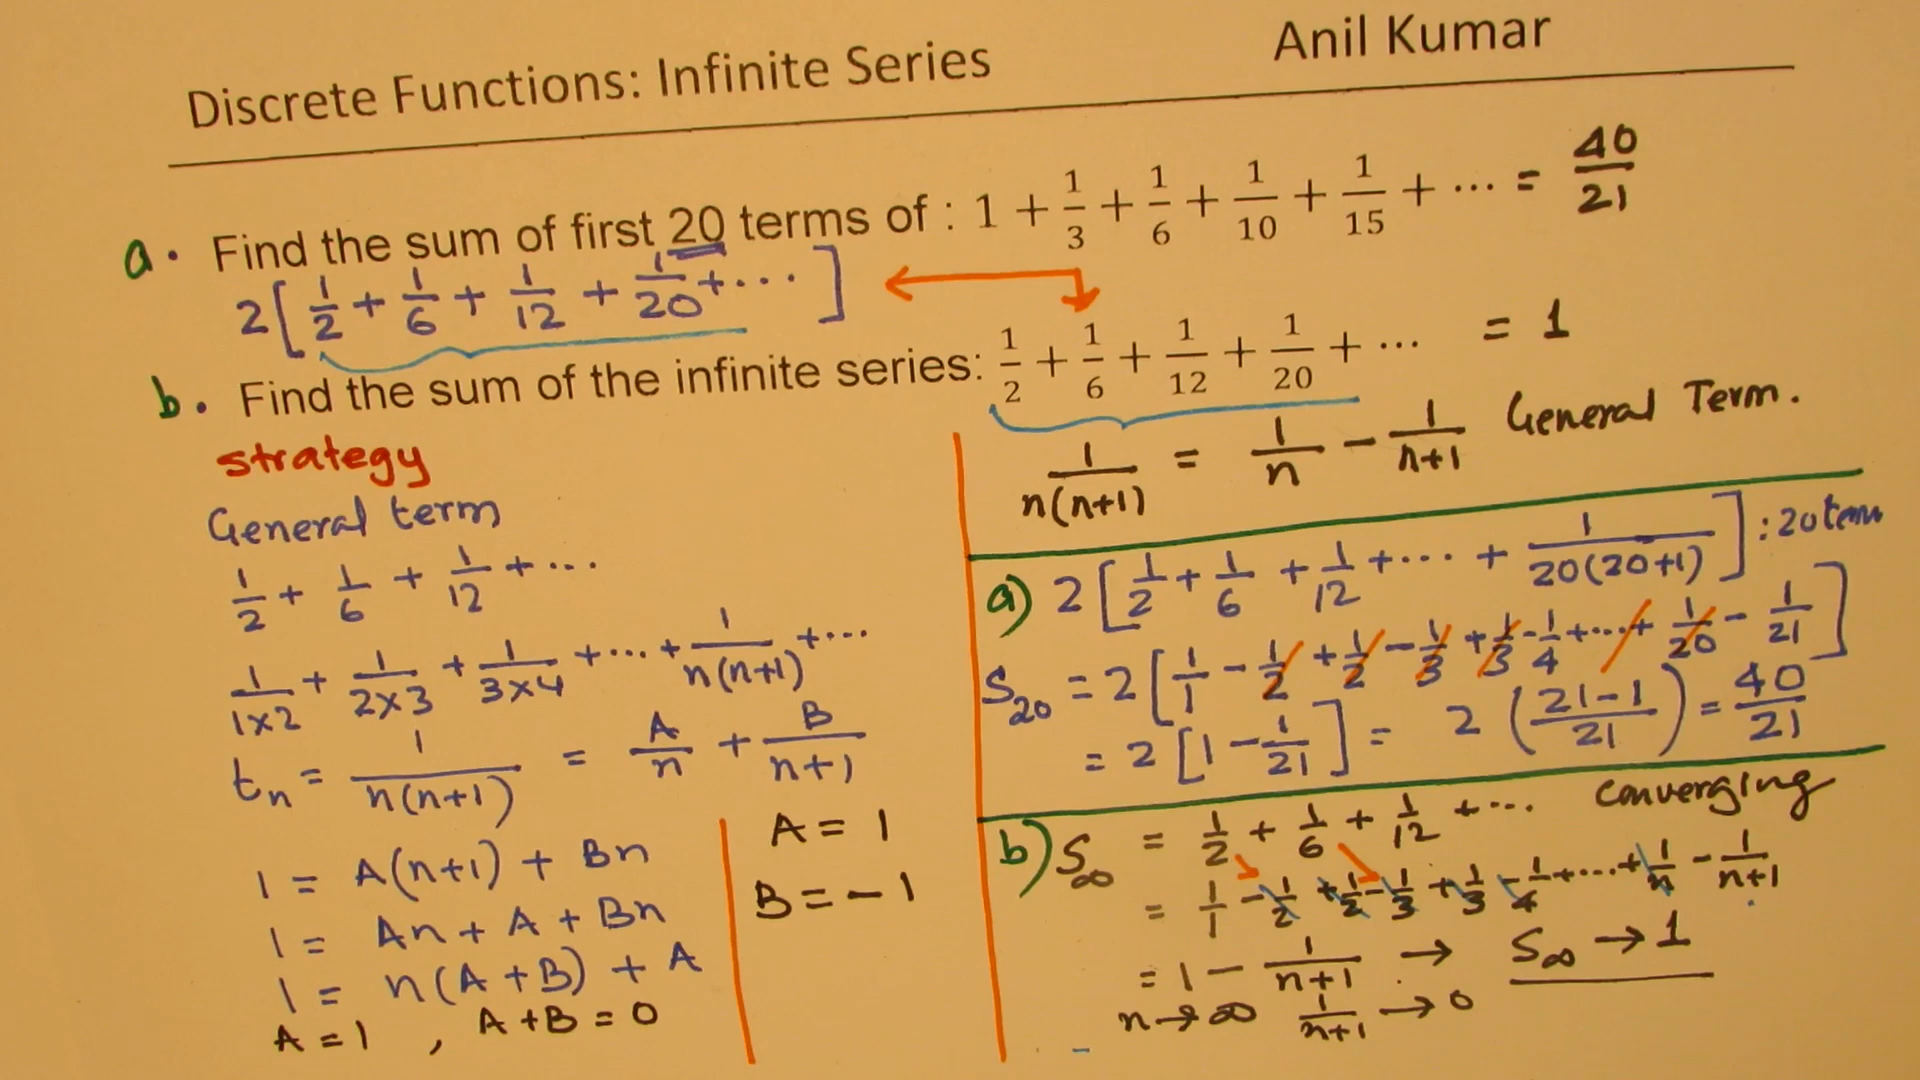 Discrete Functions: Infinite Series
Anil Kumar
a. Find the sum of first 20 terms of : 1 + 1/3 + 1/6 + 1/10 + 1/15 + ... = 40/21
2[1/2 + 1/6 + 1/12 + 1/20 + ...]
b. Find the sum of the infinite series: 1/2 + 1/6 + 1/12 + 1/20 + ... = 1
strategy
General term
1/2 + 1/6 + 1/12 + ...
1/(1×2) + 1/(2×3) + 1/(3×4) + ... + 1/(n(n+1)) + ...
tₙ = 1/(n(n+1)) = A/n + B/(n+1)
1 = A(n+1) + Bn
1 = An + A + Bn
1 = n(A+B) + A
A = 1 , A+B = 0
A = 1
B = -1
1/(n(n+1)) = 1/n - 1/(n+1) General Term.
a) 2[1/2 + 1/6 + 1/12 + ... + 1/(20(20+1))] : 20 term
S₂₀ = 2[1/1 - 1/2 + 1/2 - 1/3 + 1/3 - 1/4 + ... + 1/20 - 1/21]
= 2[1 - 1/21] = 2((21-1)/21) = 40/21
b) S∞ = 1/2 + 1/6 + 1/12 + ... Converging
= 1/1 - 1/2 + 1/2 - 1/3 + 1/3 - 1/4 + ... + 1/n - 1/(n+1)
= 1 - 1/(n+1) → S∞ → 1
n → ∞ 1/(n+1) → 0